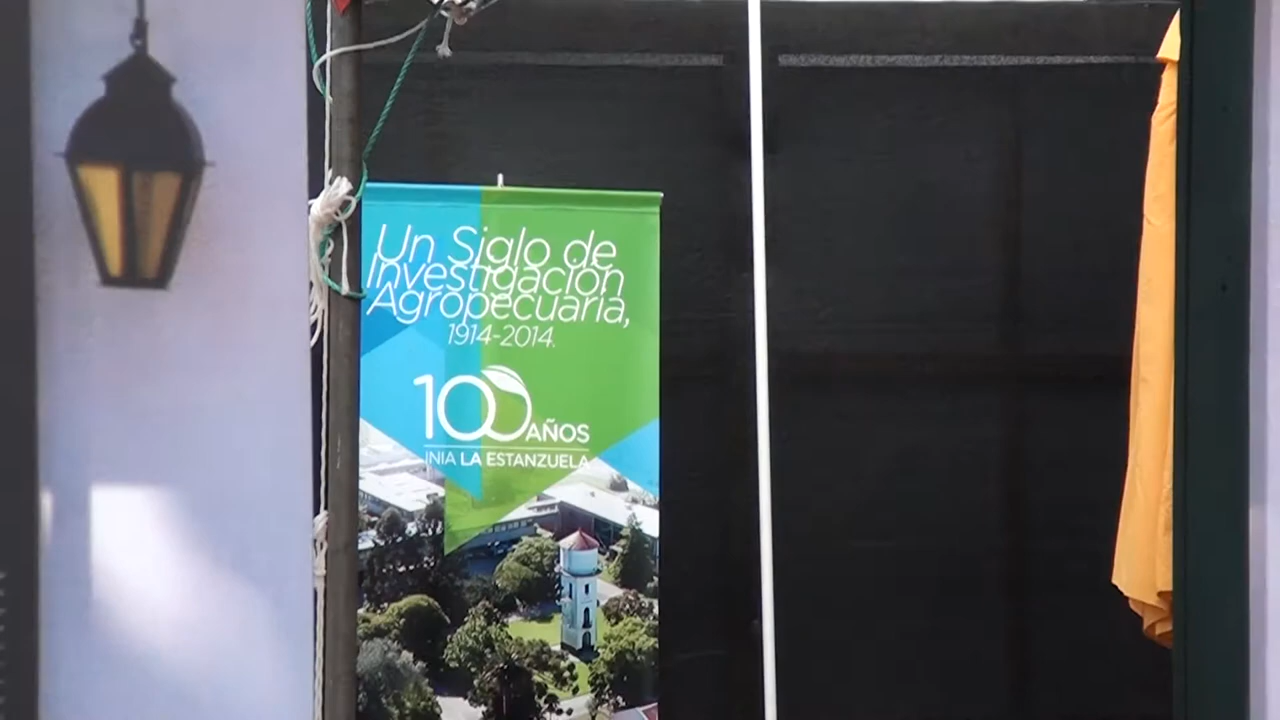 Un Siglo de
Investigación
Agropecuaria,
1914-2014.
100 AÑOS
INIA LA ESTANZUELA